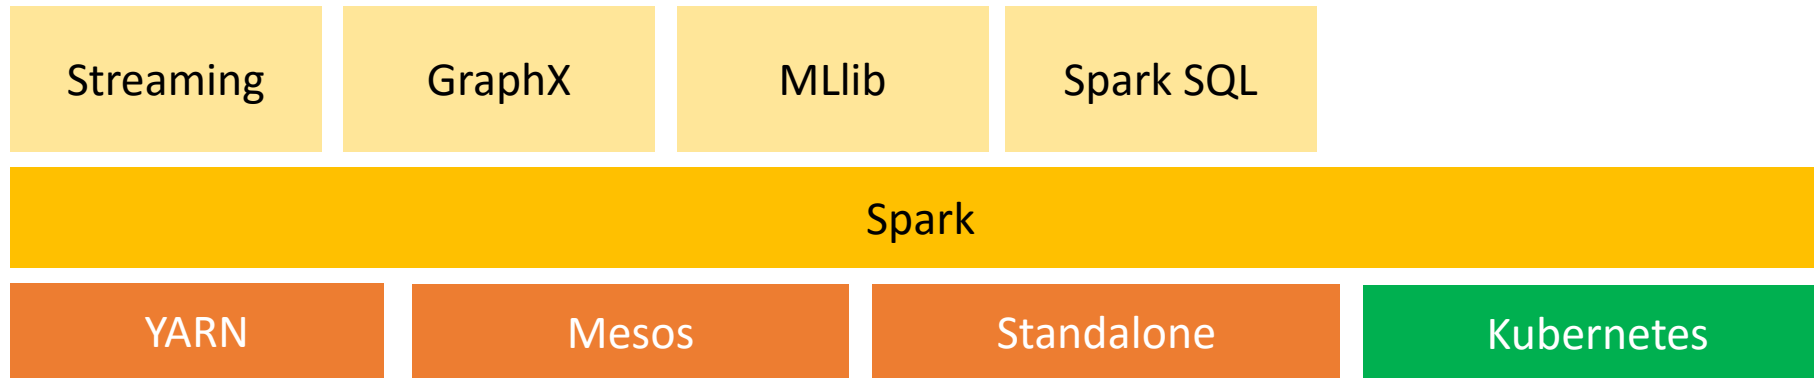 Streaming
GraphX
MLlib
Spark SQL
Spark
YARN
Mesos
Standalone
Kubernetes